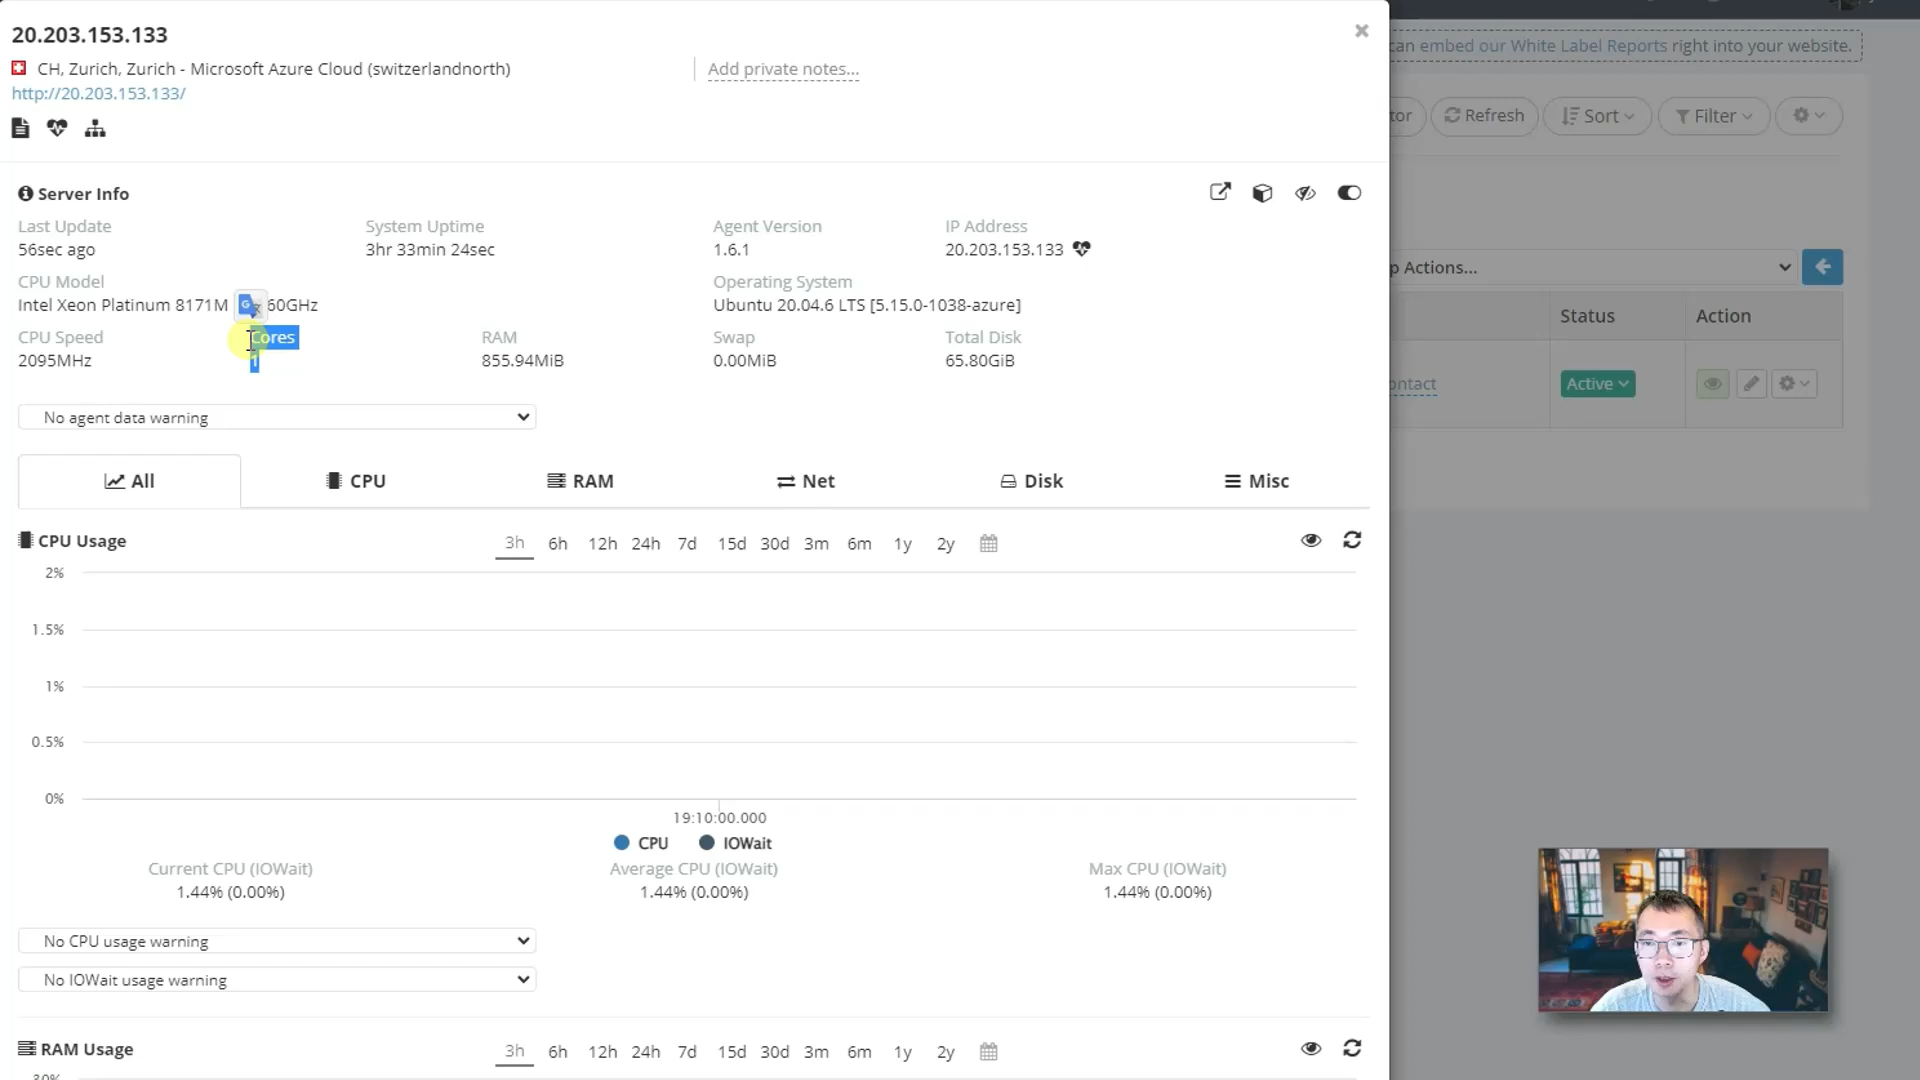 20.203.153.133
CH, Zurich, Zurich - Microsoft Azure Cloud (switzerlandnorth)
Add private notes...
http://20.203.153.133/
can embed our White Label Reports right into your website.
tor
Refresh
Sort
Filter
Server Info
Last Update
System Uptime
Agent Version
IP Address
56sec ago
3hr 33min 24sec
1.6.1
20.203.153.133
CPU Model
Operating System
Intel Xeon Platinum 8171M
60GHz
Ubuntu 20.04.6 LTS [5.15.0-1038-azure]
CPU Speed
Cores
RAM
Swap
Total Disk
2095MHz
1
855.94MiB
0.00MiB
65.80GiB
p Actions...
Status
Action
ontact
Active
No agent data warning
All
CPU
RAM
Net
Disk
Misc
CPU Usage
3h 6h 12h 24h 7d 15d 30d 3m 6m 1y 2y
2%
1.5%
1%
0.5%
0%
19:10:00.000
CPU
IOWait
Current CPU (IOWait)
Average CPU (IOWait)
Max CPU (IOWait)
1.44% (0.00%)
1.44% (0.00%)
1.44% (0.00%)
No CPU usage warning
No IOWait usage warning
RAM Usage
3h 6h 12h 24h 7d 15d 30d 3m 6m 1y 2y
30%